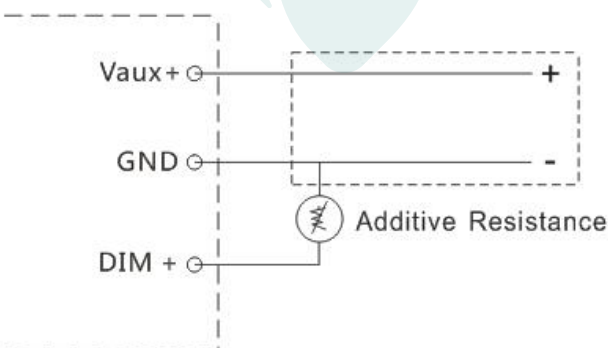 Vaux+ +
GND -
Additive Resistance
DIM +